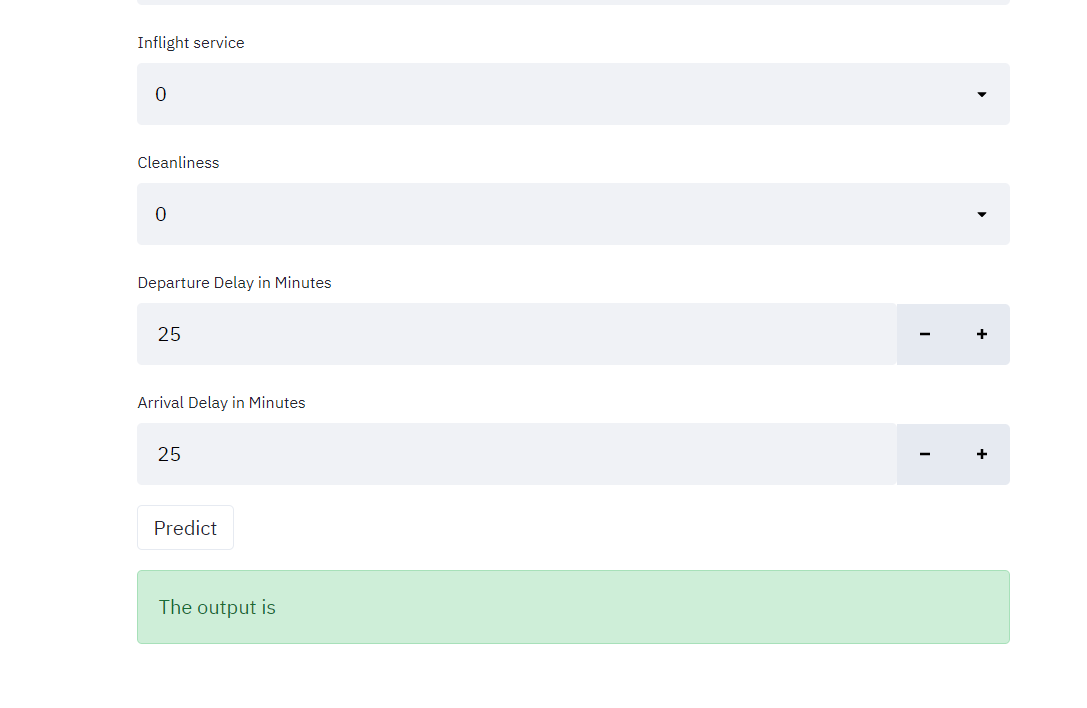 Inflight service
0
Cleanliness
0
Departure Delay in Minutes
25
Arrival Delay in Minutes
25
Predict
The output is